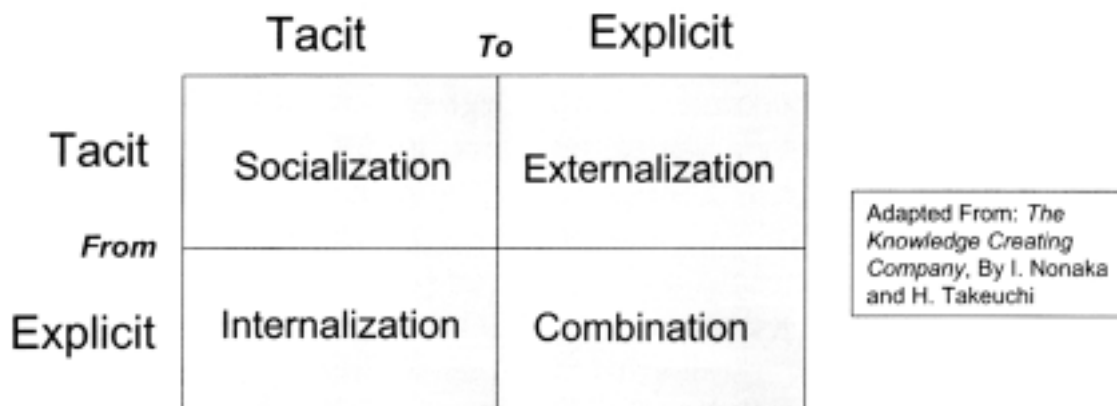 Tacit To Explicit
Tacit
Socialization Externalization
From
Explicit
Internalization Combination
Adapted From: The
Knowledge Creating
Company, By I. Nonaka
and H. Takeuchi